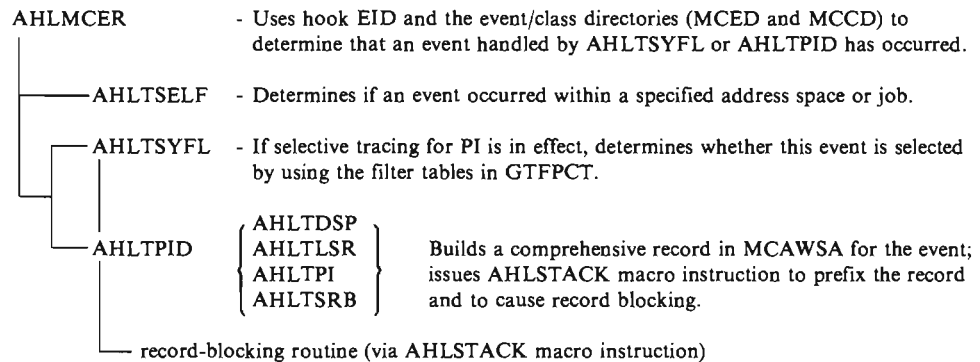 AHLMCER - Uses hook EID and the event/class directories (MCED and MCCD) to
determine that an event handled by AHLTSYFL or AHLTPID has occurred.
AHLTSELF - Determines if an event occurred within a specified address space or job.
AHLTSYFL - If selective tracing for PI is in effect, determines whether this event is selected
by using the filter tables in GTFPCT.
AHLTDSP
AHLTPID AHLTLSR Builds a comprehensive record in MCAWSA for the event;
AHLTPI issues AHLSTACK macro instruction to prefix the record
AHLTSRB and to cause record blocking.
record-blocking routine (via AHLSTACK macro instruction)